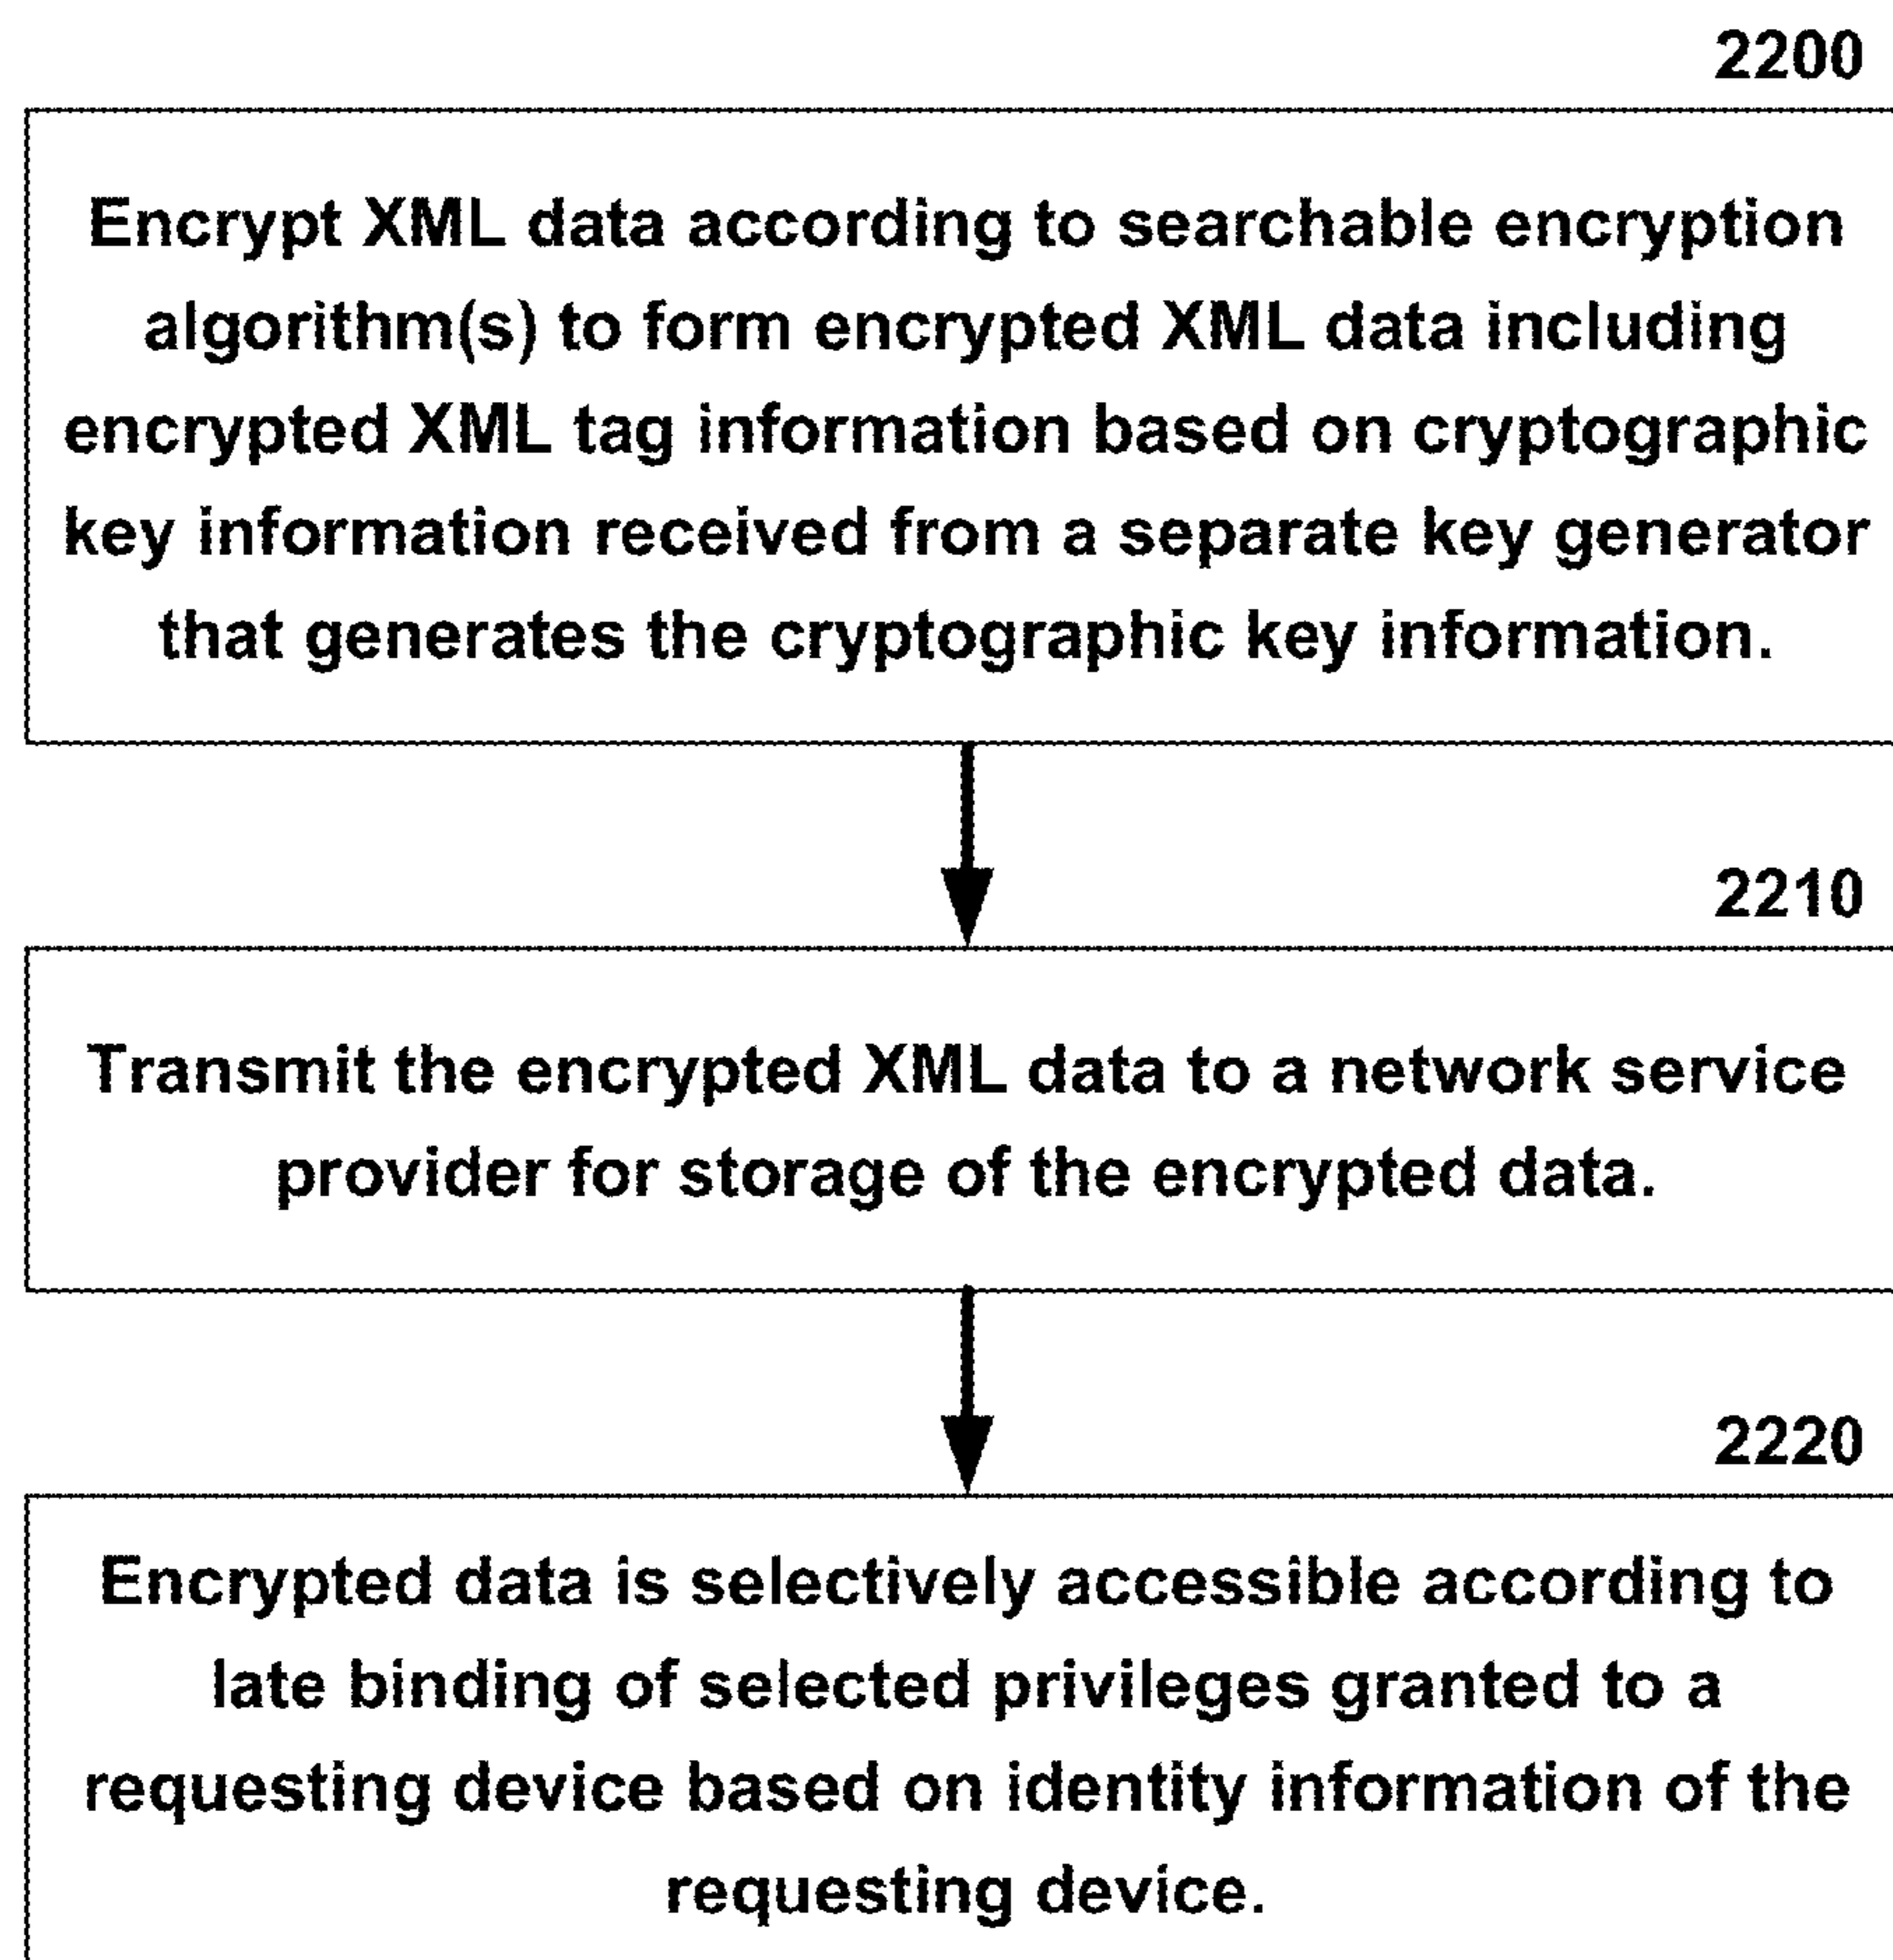 2200
Encrypt XML data according to searchable encryption
algorithm(s) to form encrypted XML data including
encrypted XML tag information based on cryptographic
key information received from a separate key generator
that generates the cryptographic key information.
2210
Transmit the encrypted XML data to a network service
provider for storage of the encrypted data.
2220
Encrypted data is selectively accessible according to
late binding of selected privileges granted to a
requesting device based on identity information of the
requesting device.